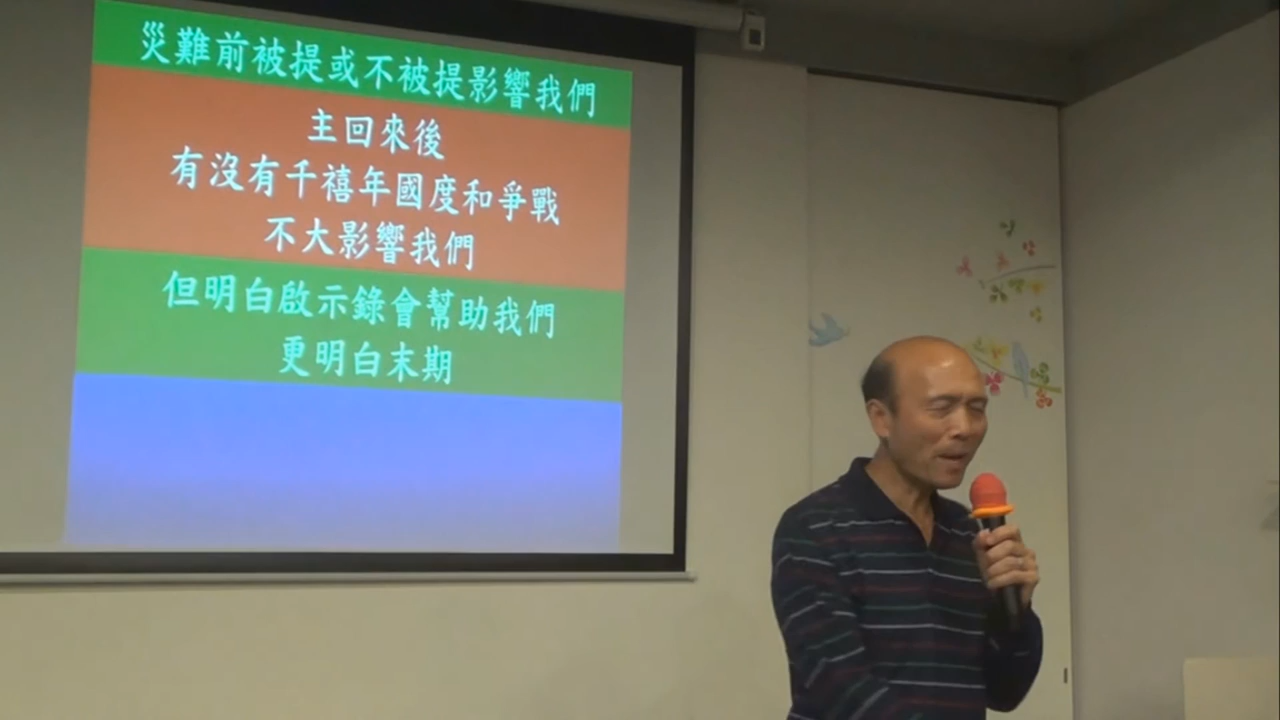 災難前被提或不被提影響我們
主回來後
有沒有千禧年國度和爭戰
不大影響我們
但明白啟示錄會幫助我們
更明白末期